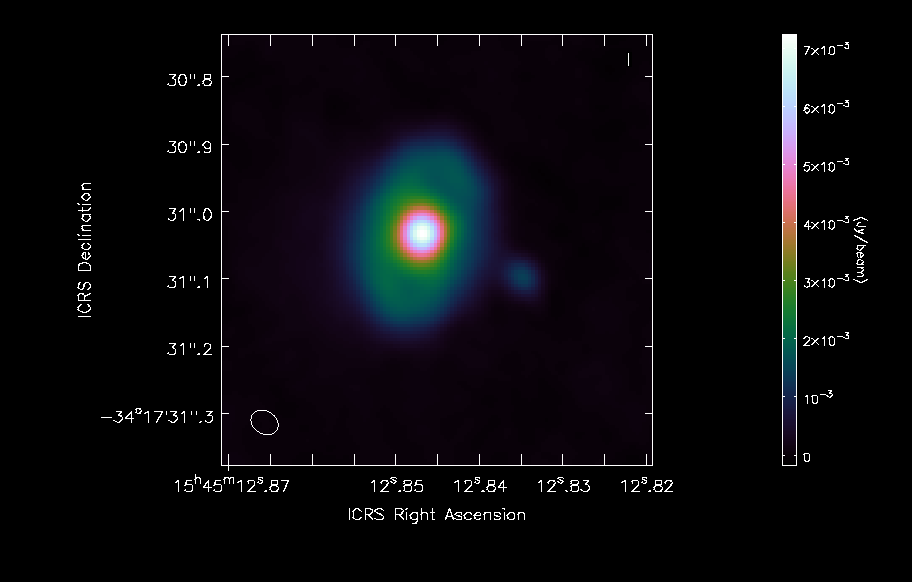 30".8
30".9
31".0
31".1
31".2
−34°17'31".3
ICRS Declination
15ʰ45ᵐ12ˢ.87
12ˢ.85
12ˢ.84
12ˢ.83
12ˢ.82
ICRS Right Ascension
7×10⁻³
6×10⁻³
5×10⁻³
4×10⁻³
3×10⁻³
2×10⁻³
10⁻³
0
(Jy/beam)